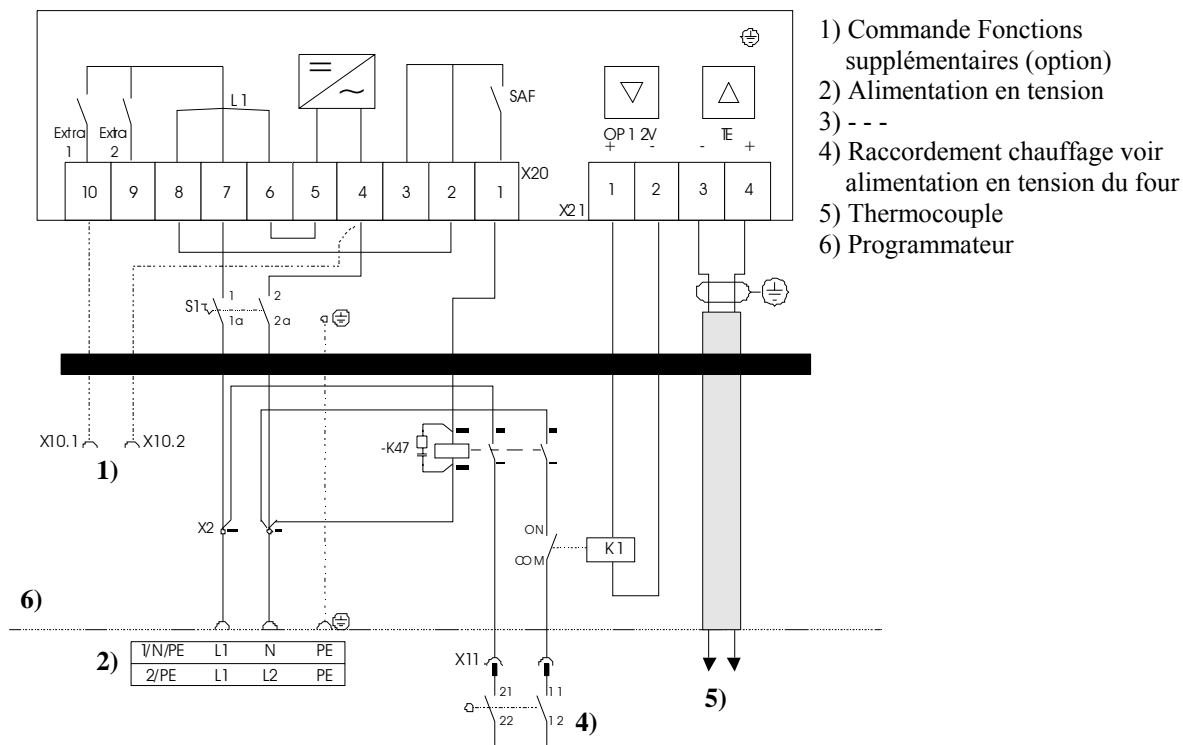 1) Commande Fonctions
supplémentaires (option)
2) Alimentation en tension
3) - - -
4) Raccordement chauffage voir
alimentation en tension du four
5) Thermocouple
6) Programmateur
L1
SAF
Extra
1
Extra
2
OP1 2V
+ -
TE
- +
10 9 8 7 6 5 4 3 2 1
X20
X21
1 2 3 4
S1
1 2
1a 2a
X10.1
X10.2
1)
-K47
X2
ON
COM
K1
6)
2)
1/N/PE L1 N PE
2/PE L1 L2 PE
X11
21 11
22 12
4)
5)